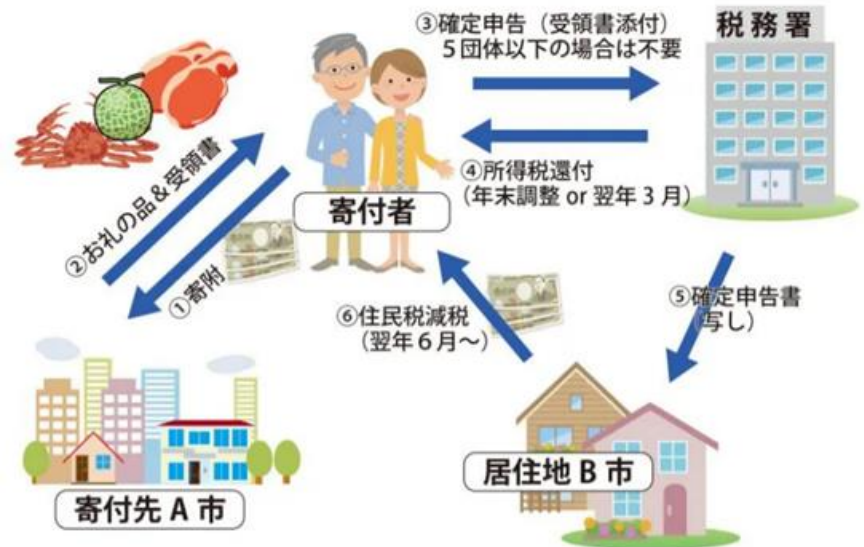 ③確定申告（受領書添付）
5団体以下の場合は不要
税務署
④所得税還付
（年末調整 or 翌年3月）
寄付者
②お礼の品＆受領書
①寄附
⑤確定申告書
（写し）
⑥住民税減税
（翌年6月～）
寄付先A市
居住地B市